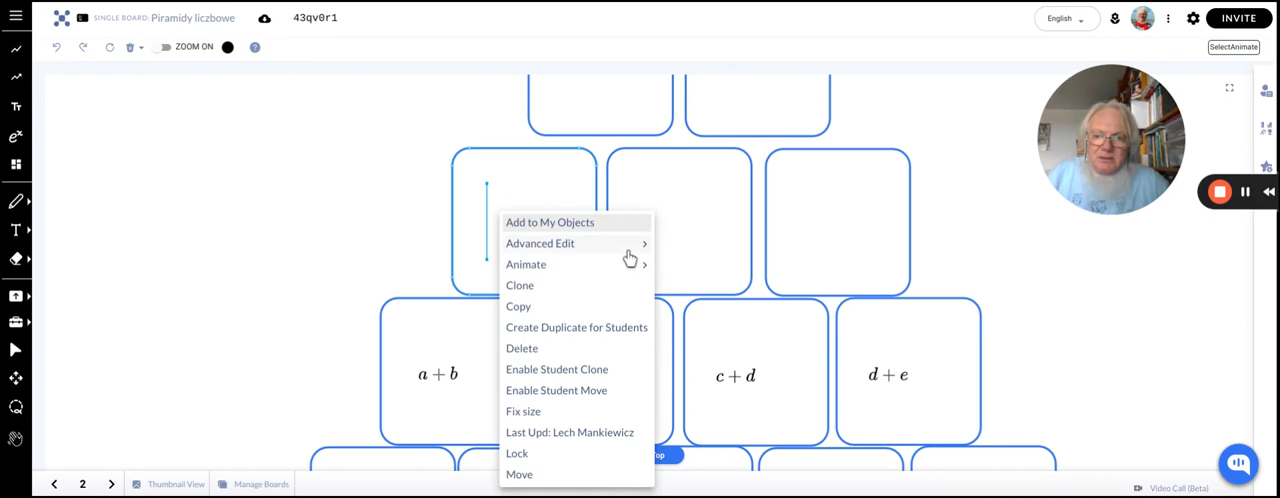 SINGLE BOARD: Piramidy liczbowe
43qv0r1
English
INVITE
ZOOM ON
?
SelectAnimate
Tт
eˣ
T
Add to My Objects
Advanced Edit
Animate
Clone
Copy
Create Duplicate for Students
Delete
Enable Student Clone
Enable Student Move
Fix size
Last Upd: Lech Mankiewicz
Lock
Move
a + b
c + d
d + e
2
Thumbnail View
Manage Boards
Video Call (Beta)